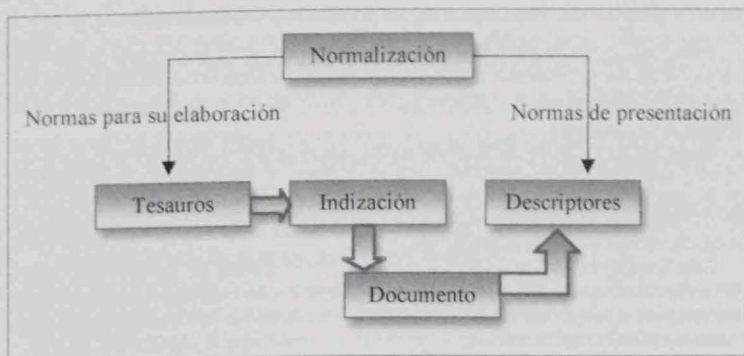 Normalización
Normas para su elaboración
Normas de presentación
Tesauros
Indización
Descriptores
Documento